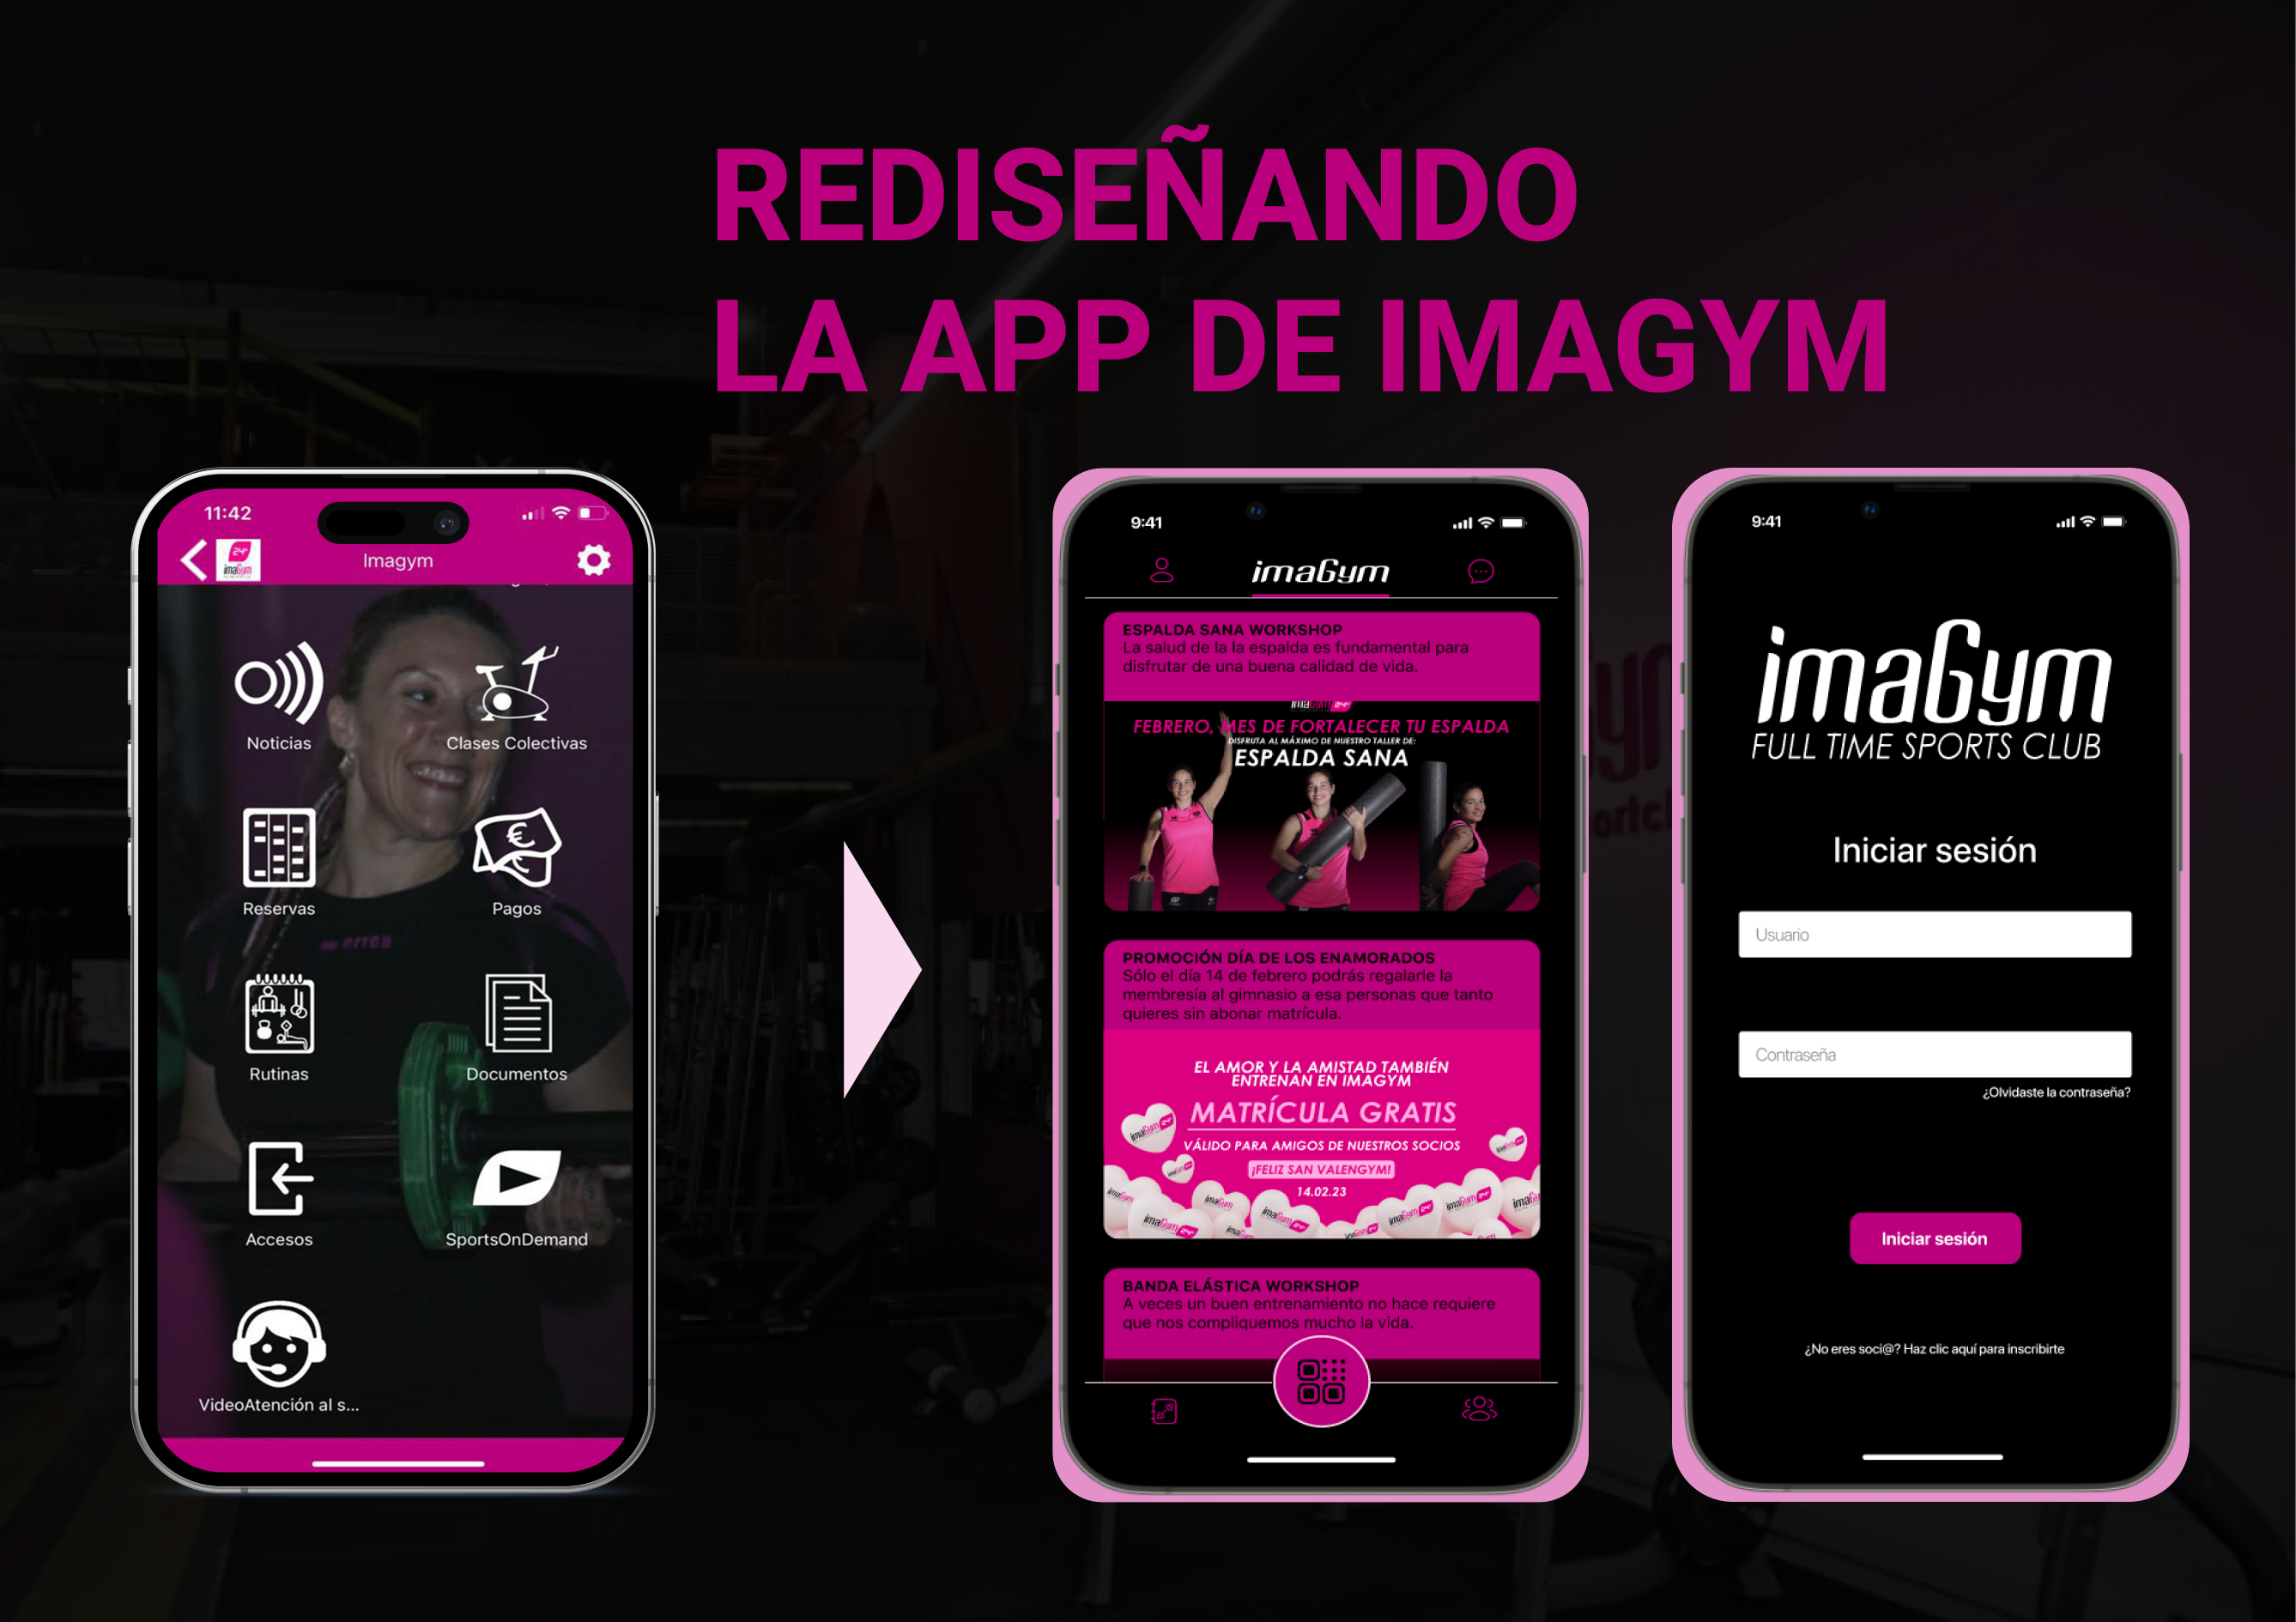 REDISEÑANDO
LA APP DE IMAGYM
11:42
24H
imaGym
Imagym
Noticias
Clases Colectivas
Reservas
Pagos
errea
Rutinas
Documentos
Accesos
SportsOnDemand
VideoAtención al s...
9:41
imaGym
ESPALDA SANA WORKSHOP
La salud de la la espalda es fundamental para
disfrutar de una buena calidad de vida.
imaGym 24H
FEBRERO, MES DE FORTALECER TU ESPALDA
DISFRUTA AL MÁXIMO DE NUESTRO TALLER DE:
ESPALDA SANA
PROMOCIÓN DÍA DE LOS ENAMORADOS
Sólo el día 14 de febrero podrás regalarle la
membresía al gimnasio a esa personas que tanto
quieres sin abonar matrícula.
EL AMOR Y LA AMISTAD TAMBIÉN
ENTRENAN EN IMAGYM
MATRÍCULA GRATIS
VÁLIDO PARA AMIGOS DE NUESTROS SOCIOS
¡FELIZ SAN VALENGYM!
14.02.23
BANDA ELÁSTICA WORKSHOP
A veces un buen entrenamiento no hace requiere
que nos compliquemos mucho la vida.
9:41
imaGym
FULL TIME SPORTS CLUB
Iniciar sesión
Usuario
Contraseña
¿Olvidaste la contraseña?
Iniciar sesión
¿No eres soci@? Haz clic aquí para inscribirte